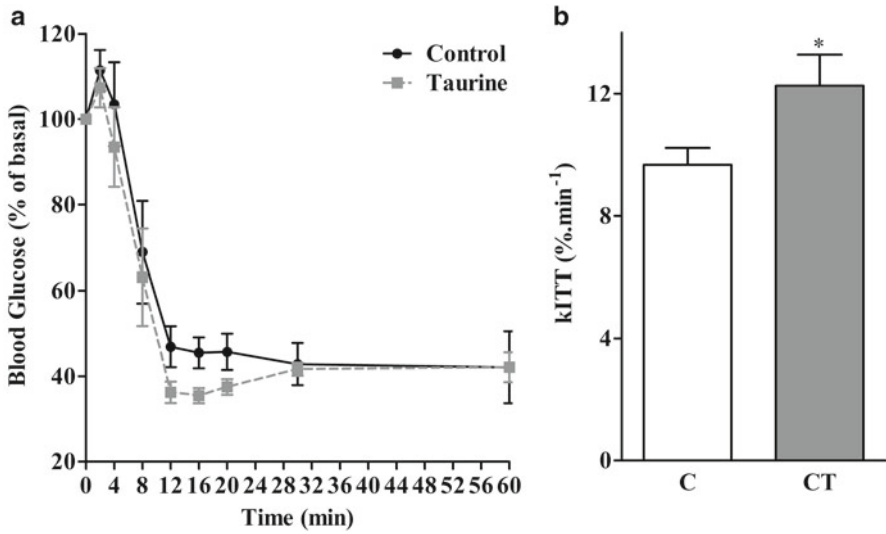 a
120
100
80
60
40
20
Blood Glucose (% of basal)
Control
Taurine
0 4 8 12 16 20 24 28 32 36 40 44 48 52 56 60
Time (min)
b
12
8
4
0
kITT (%.min-1)
*
C CT